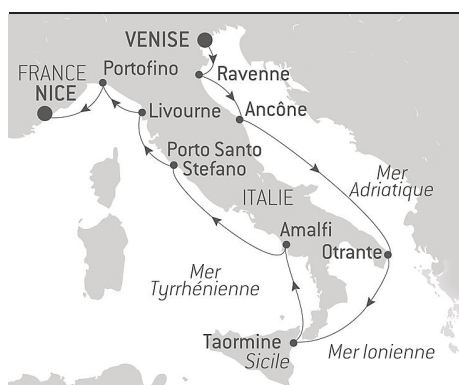 VENISE
FRANCE
NICE
Portofino
Ravenne
Livourne
Ancône
Porto Santo
Stefano
Mer
Adriatique
ITALIE
Amalfi
Otrante
Mer
Tyrrhénienne
Taormine
Sicile
Mer Ionienne